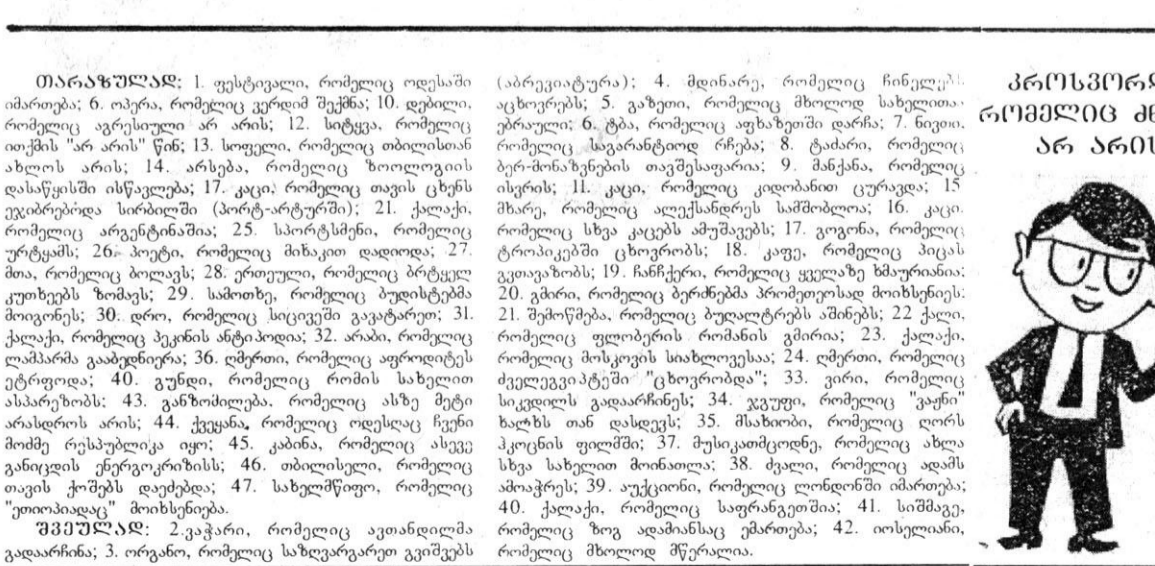 თარაზულად: 1. ფესტივალი, რომელიც ოდესაში
იმართება; 6. ოპერა, რომელიც ვერდიმ შექმნა; 10. დებილი,
რომელიც აგრესიული არ არის; 12. სიტყვა, რომელიც
ითქმის "არ არის" წინ; 13. სოფელი, რომელიც თბილისთან
ახლოს არის; 14. არსება, რომელიც ზოოლოგიის
დასაწყისში ისწავლება; 17. კაცი, რომელიც თავის ცხენს
ეჯიბრებოდა სირბილში (პორტ-არტურში); 21. ქალაქი,
რომელიც არგენტინაშია; 25. სპორტსმენი, რომელიც
ურტყამს; 26. პოეტი, რომელიც მიხაკით დადიოდა; 27.
მთა, რომელიც ბოლავს; 28. ერთეული, რომელიც ბრტყელ
კუთხეებს ზომავს; 29. სამოთხე, რომელიც ბუდისტებმა
მოიგონეს; 30. დრო, რომელიც სიცივეში გავატარეთ; 31.
ქალაქი, რომელიც პეკინის ანტიპოდია; 32. არაბი, რომელიც
ლამპარმა გააბედნიერა; 36. ღმერთი, რომელიც აფროდიტეს
ეტრფოდა; 40. გუნდი, რომელიც რომის სახელით
ასპარეზობს; 43. განზომილება, რომელიც ასზე მეტი
არასდროს არის; 44. ქვეყანა, რომელიც ოდესღაც ჩვენი
მოძმე რესპუბლიკა იყო; 45. კაბინა, რომელიც ასევე
განიცდის ენერგოკრიზისს; 46. თბილისელი, რომელიც
თავის ქოშებს დაეძებდა; 47. სახელმწიფო, რომელიც
"ეთიოპიადაც" მოიხსენიება.
შვეულად: 2.ვაჭარი, რომელიც ავთანდილმა
გადაარჩინა; 3. ორგანო, რომელიც საზღვარგარეთ გვიშვებს
(აბრევიატურა); 4. მდინარე, რომელიც ჩინელებს
აცხოვრებს; 5. გაზეთი, რომელიც მხოლოდ სახელითაა
ებრაული; 6. ტბა, რომელიც აფხაზეთში დარჩა; 7. ნივთი,
რომელიც საგარანტიოდ რჩება; 8. ტაძარი, რომელიც
ბერ-მონაზვნების თავშესაფარია; 9. მანქანა, რომელიც
ისვრის; 11. კაცი, რომელიც კიდობანით ცურავდა; 15
მხარე, რომელიც ალექსანდრეს სამშობლოა; 16. კაცი,
რომელიც სხვა კაცებს ამუშავებს; 17. გოგონა, რომელიც
ტროპიკებში ცხოვრობს; 18. კაფე, რომელიც პიცას
გვთავაზობს; 19. ჩანჩქერი, რომელიც ყველაზე ხმაურიანია;
20. გმირი, რომელიც ბერძნებმა პრომეთეოსად მოიხსენიეს;
21. შემოწმება, რომელიც ბუღალტრებს აშინებს; 22 ქალი,
რომელიც ფლობერის რომანის გმირია; 23. ქალაქი,
რომელიც მოსკოვის სიახლოვესაა; 24. ღმერთი, რომელიც
ძველეგვიპტეში "ცხოვრობდა"; 33. ვირი, რომელიც
სიკვდილს გადაარჩინეს; 34. ჯგუფი, რომელიც "ვაჟნი"
ხალხს თან დასდევს; 35. მსახიობი, რომელიც ღორს
ჰკოცნის ფილმში; 37. მუსიკათმცოდნე, რომელიც ახლა
სხვა სახელით მოინათლა; 38. ძვალი, რომელიც ადამს
ამოაჭრეს; 39. აუქციონი, რომელიც ლონდონში იმართება;
40. ქალაქი, რომელიც საფრანგეთშია; 41. სიშმაგე,
რომელიც ზოგ ადამიანსაც ემართება; 42. იოსელიანი,
რომელიც მხოლოდ მწერალია.
რომელიც
არ